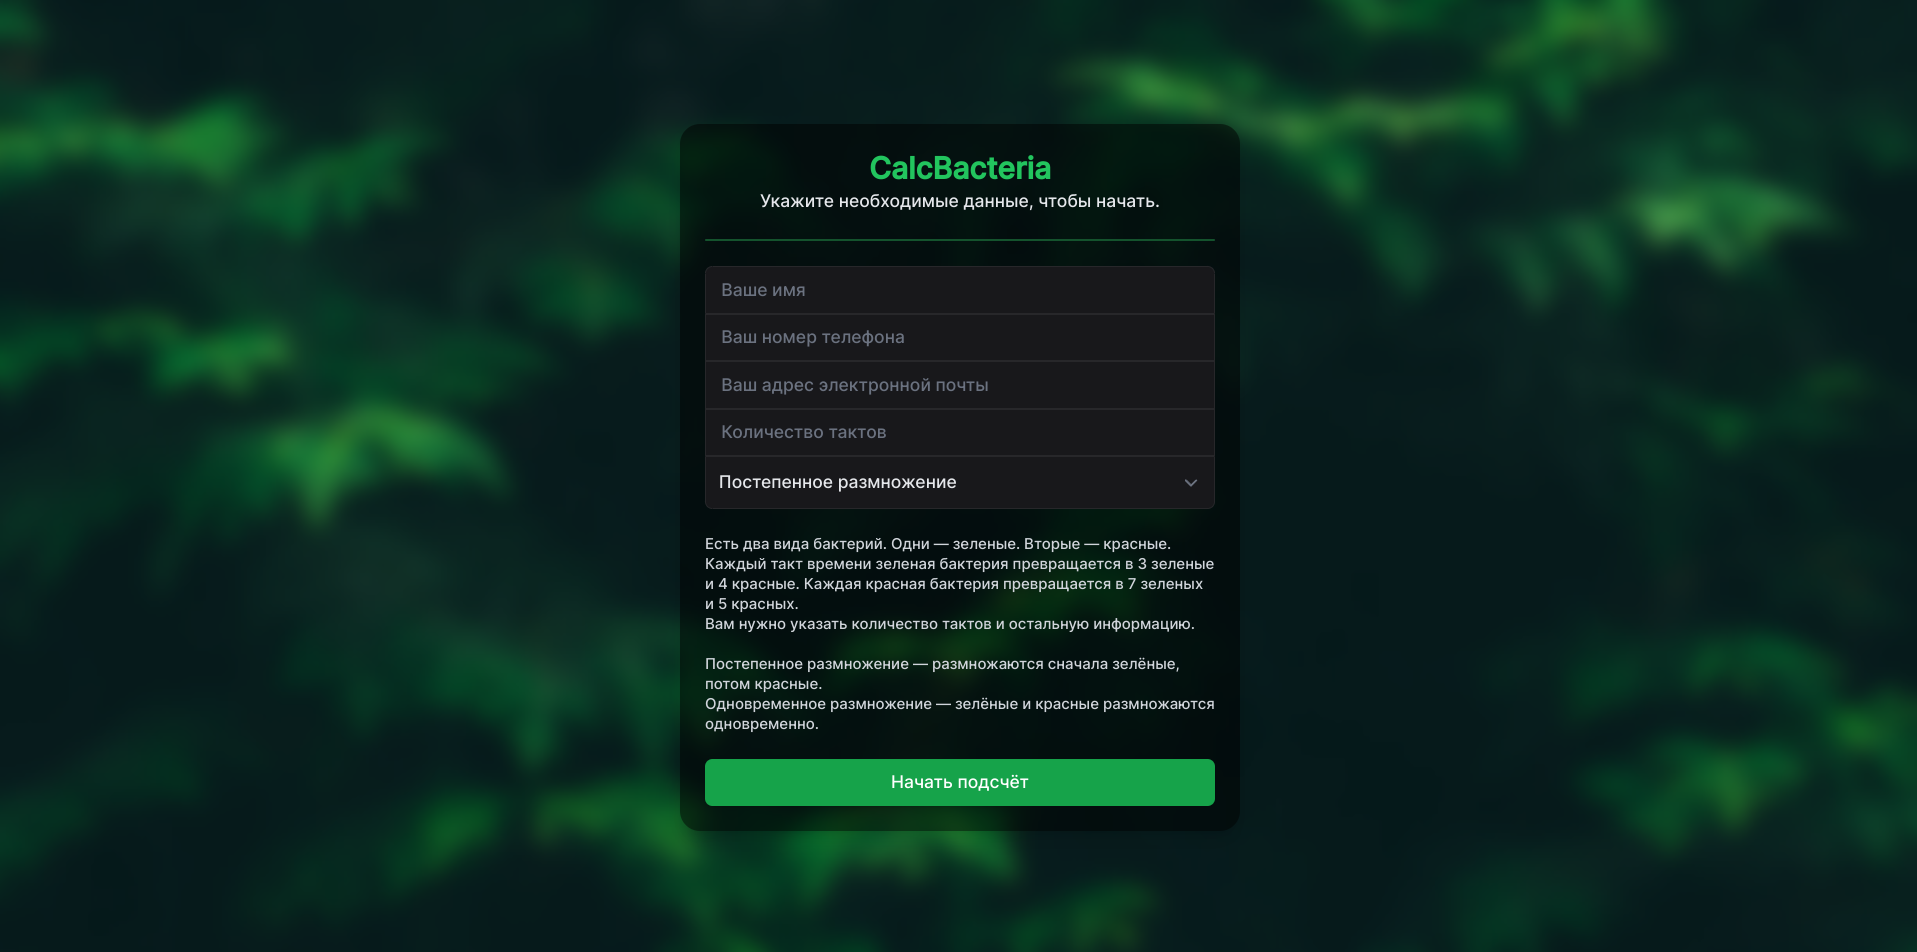 CalcBacteria
Укажите необходимые данные, чтобы начать.
Ваше имя
Ваш номер телефона
Ваш адрес электронной почты
Количество тактов
Постепенное размножение
Есть два вида бактерий. Одни — зеленые. Вторые — красные.
Каждый такт времени зеленая бактерия превращается в 3 зеленые
и 4 красные. Каждая красная бактерия превращается в 7 зеленых
и 5 красных.
Вам нужно указать количество тактов и остальную информацию.
Постепенное размножение — размножаются сначала зелёные,
потом красные.
Одновременное размножение — зелёные и красные размножаются
одновременно.
Начать подсчёт